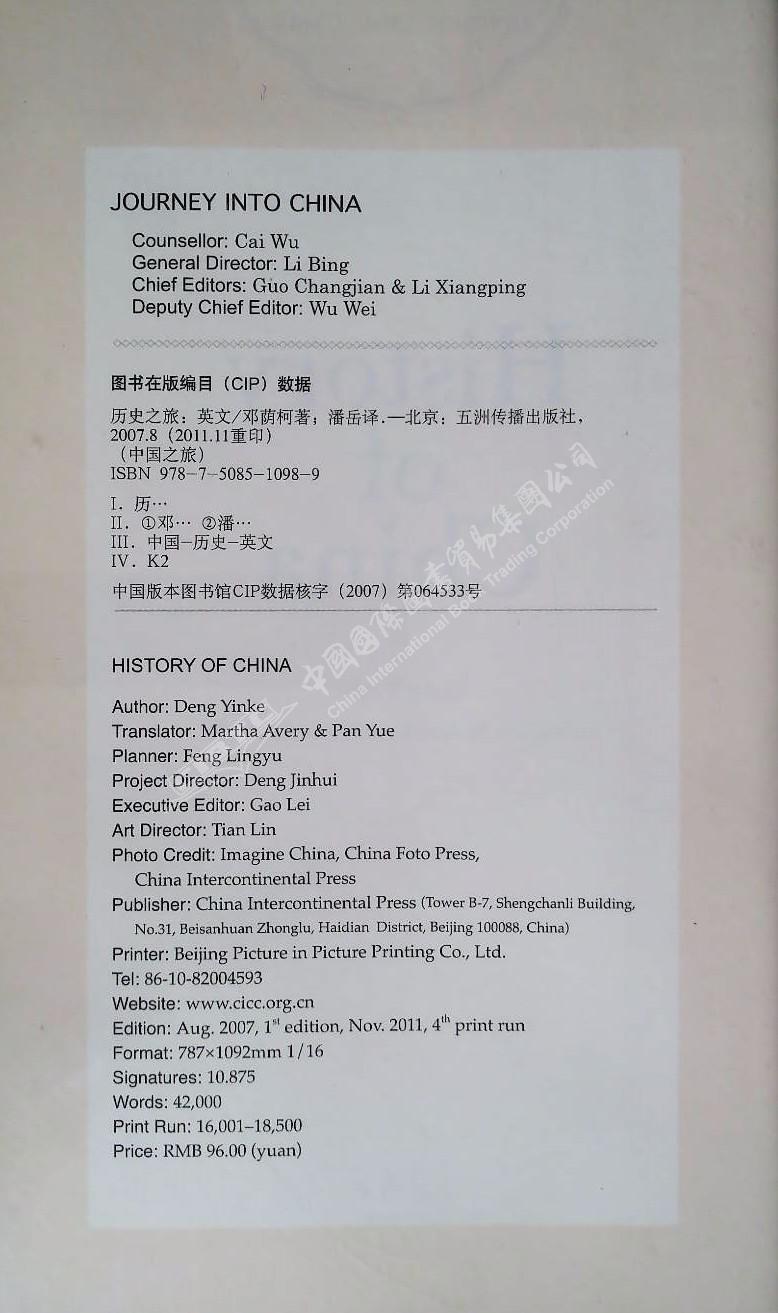 JOURNEY INTO CHINA
Counsellor: Cai Wu
General Director: Li Bing
Chief Editors: Guo Changjian & Li Xiangping
Deputy Chief Editor: Wu Wei
图书在版编目（CIP）数据
历史之旅：英文/邓荫柯著；潘岳译.—北京：五洲传播出版社，
2007.8（2011.11重印）
（中国之旅）
ISBN 978-7-5085-1098-9
I. 历…
II. ①邓… ②潘…
III. 中国-历史-英文
IV. K2
中国版本图书馆CIP数据核字（2007）第064533号
中國國際圖書貿易集團公司
China International Book Trading Corporation
HISTORY OF CHINA
Author: Deng Yinke
Translator: Martha Avery & Pan Yue
Planner: Feng Lingyu
Project Director: Deng Jinhui
Executive Editor: Gao Lei
Art Director: Tian Lin
Photo Credit: Imagine China, China Foto Press,
China Intercontinental Press
Publisher: China Intercontinental Press (Tower B-7, Shengchanli Building,
No.31, Beisanhuan Zhonglu, Haidian District, Beijing 100088, China)
Printer: Beijing Picture in Picture Printing Co., Ltd.
Tel: 86-10-82004593
Website: www.cicc.org.cn
Edition: Aug. 2007, 1st edition, Nov. 2011, 4th print run
Format: 787×1092mm 1/16
Signatures: 10.875
Words: 42,000
Print Run: 16,001–18,500
Price: RMB 96.00 (yuan)